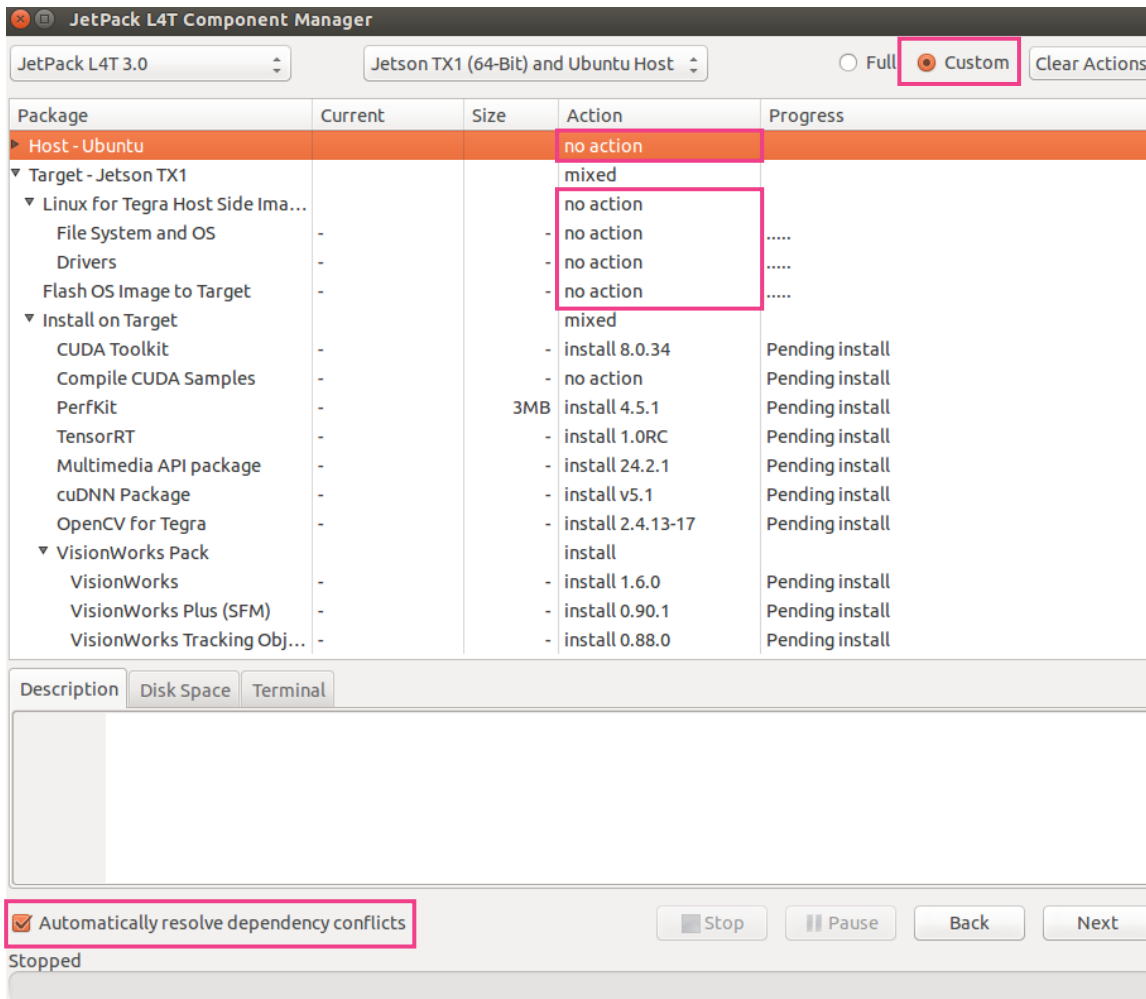 JetPack L4T Component Manager
JetPack L4T 3.0 Jetson TX1 (64-Bit) and Ubuntu Host Full Custom Clear Actions
Package Current Size Action Progress
Host - Ubuntu no action
Target - Jetson TX1 mixed
Linux for Tegra Host Side Ima... no action
File System and OS - - no action .....
Drivers - - no action .....
Flash OS Image to Target - - no action .....
Install on Target mixed
CUDA Toolkit - - install 8.0.34 Pending install
Compile CUDA Samples - - no action Pending install
PerfKit - 3MB install 4.5.1 Pending install
TensorRT - - install 1.0RC Pending install
Multimedia API package - - install 24.2.1 Pending install
cuDNN Package - - install v5.1 Pending install
OpenCV for Tegra - - install 2.4.13-17 Pending install
VisionWorks Pack install
VisionWorks - - install 1.6.0 Pending install
VisionWorks Plus (SFM) - - install 0.90.1 Pending install
VisionWorks Tracking Obj... - - install 0.88.0 Pending install
Description Disk Space Terminal
Automatically resolve dependency conflicts Stop Pause Back Next
Stopped